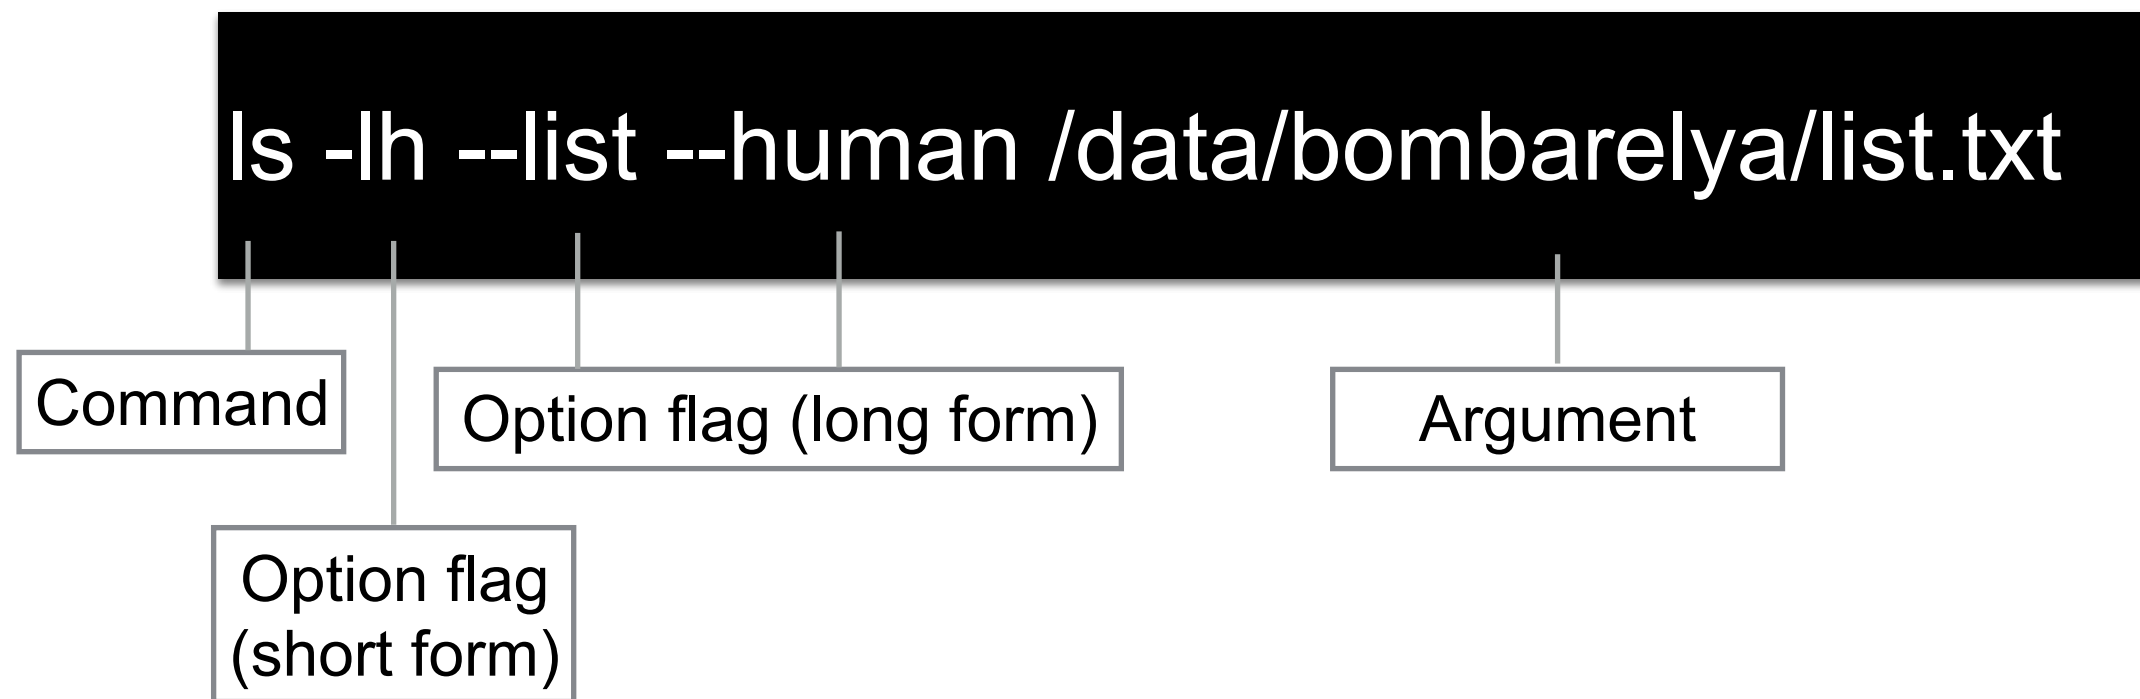 ls -lh --list --human /data/bombarelya/list.txt
Command
Option flag (long form)
Argument
Option flag
(short form)